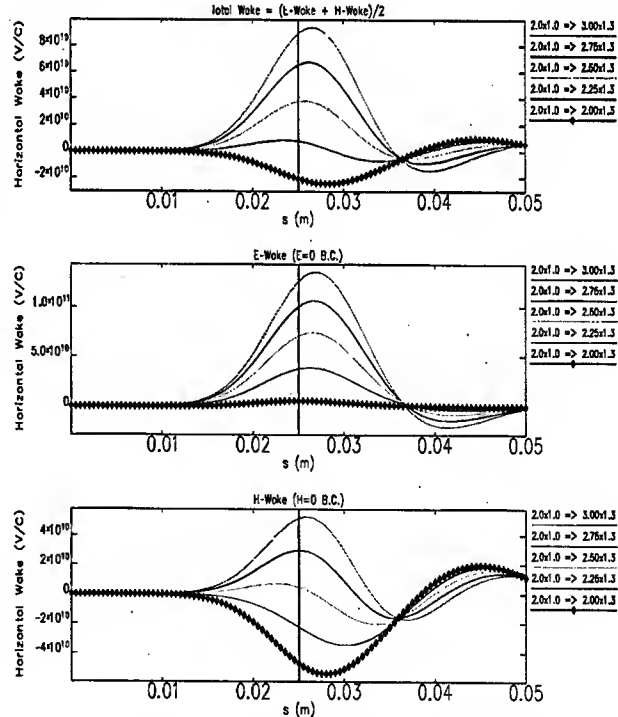 Total Wake = (E-Wake + H-Wake)/2
Horizontal Wake (V/C)
8•10¹⁰
6•10¹⁰
4•10¹⁰
2•10¹⁰
0
-2•10¹⁰
0.01 0.02 0.03 0.04 0.05
s (m)
2.0x1.0 => 3.00x1.3
2.0x1.0 => 2.75x1.3
2.0x1.0 => 2.50x1.3
2.0x1.0 => 2.25x1.3
2.0x1.0 => 2.00x1.3
E-Wake (E=0 B.C.)
Horizontal Wake (V/C)
1.0•10¹¹
5.0•10¹⁰
0
0.01 0.02 0.03 0.04 0.05
s (m)
2.0x1.0 => 3.00x1.3
2.0x1.0 => 2.75x1.3
2.0x1.0 => 2.50x1.3
2.0x1.0 => 2.25x1.3
2.0x1.0 => 2.00x1.3
H-Wake (H=0 B.C.)
Horizontal Wake (V/C)
4•10¹⁰
2•10¹⁰
0
-2•10¹⁰
-4•10¹⁰
0.01 0.02 0.03 0.04 0.05
s (m)
2.0x1.0 => 3.00x1.3
2.0x1.0 => 2.75x1.3
2.0x1.0 => 2.50x1.3
2.0x1.0 => 2.25x1.3
2.0x1.0 => 2.00x1.3